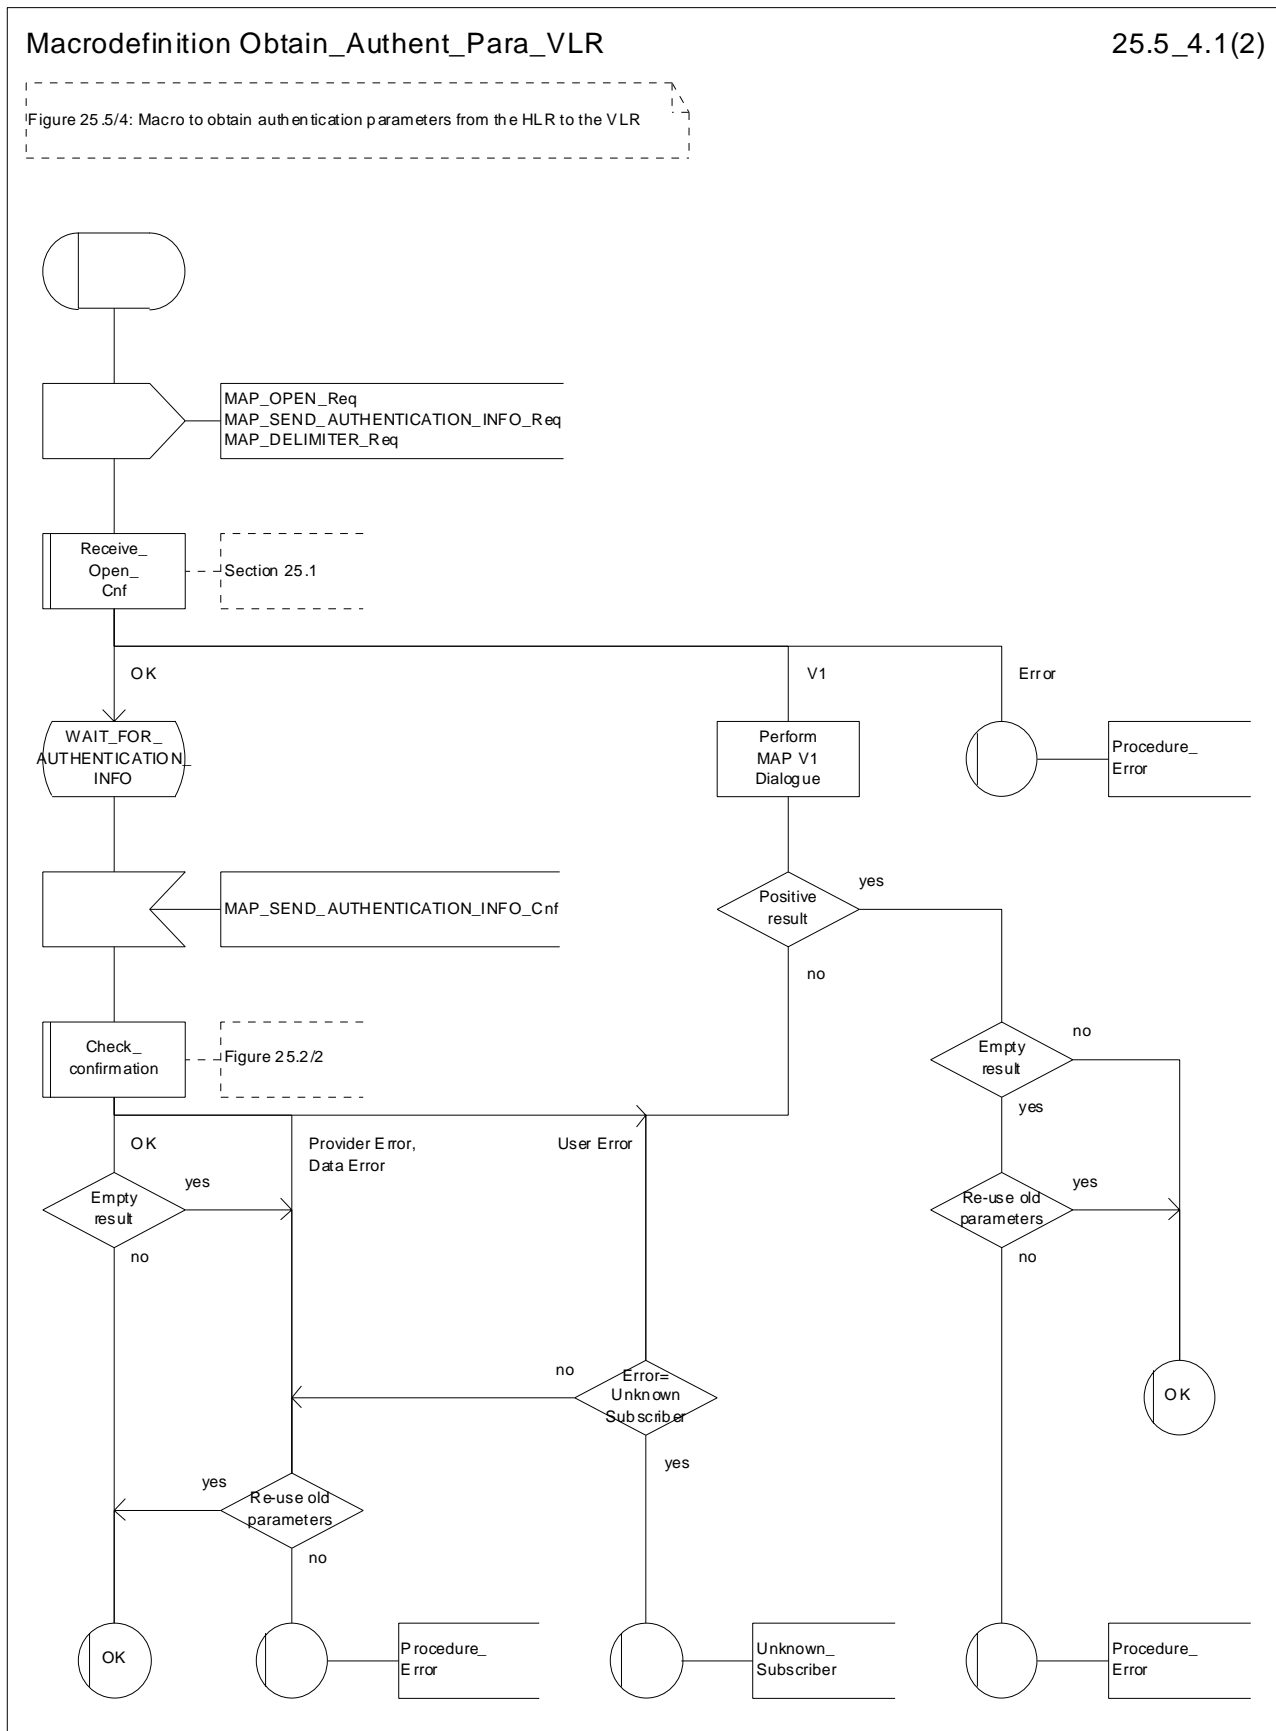 Macrodefinition Obtain_Authent_Para_VLR
25.5_4.1(2)
Figure 25.5/4: Macro to obtain authentication parameters from the HLR to the VLR
MAP_OPEN_Req
MAP_SEND_AUTHENTICATION_INFO_Req
MAP_DELIMITER_Req
Receive_
Open_
Cnf
Section 25.1
OK
V1
Error
WAIT_FOR_
AUTHENTICATION_
INFO
Perform
MAP V1
Dialogue
Procedure_
Error
MAP_SEND_AUTHENTICATION_INFO_Cnf
Positive
result
yes
no
Check_
confirmation
Figure 25.2/2
Empty
result
no
yes
OK
Provider Error,
Data Error
User Error
Empty
result
yes
no
Re-use old
parameters
yes
no
Error=
Unknown
Subscriber
no
yes
OK
Re-use old
parameters
yes
no
OK
Procedure_
Error
Unknown_
Subscriber
Procedure_
Error